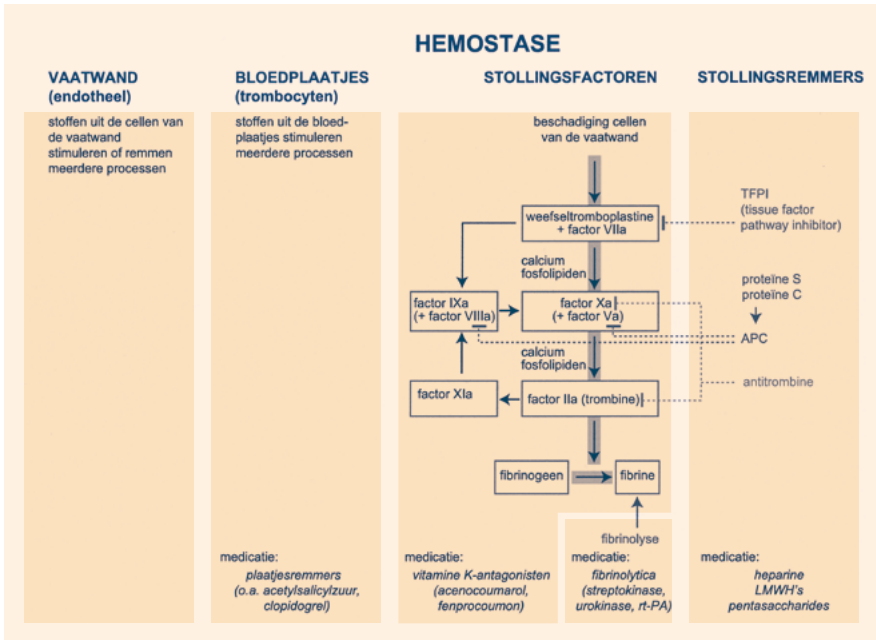 HEMOSTASE
VAATWAND
(endotheel)
stoffen uit de cellen van
de vaatwand
stimuleren of remmen
meerdere processen
BLOEDPLAATJES
(trombocyten)
stoffen uit de bloed-
plaatjes stimuleren
meerdere processen
medicatie:
plaatjesremmers
(o.a. acetylsalicylzuur,
clopidogrel)
STOLLINGSFACTOREN
beschadiging cellen
van de vaatwand
weefseltromboplastine
+ factor VIIa
calcium
fosfolipiden
factor IXa
(+ factor VIIIa)
factor Xa
(+ factor Va)
calcium
fosfolipiden
factor XIa
factor IIa (trombine)
fibrinogeen
fibrine
fibrinolyse
medicatie:
vitamine K-antagonisten
(acenocoumarol,
fenprocoumon)
medicatie:
fibrinolytica
(streptokinase,
urokinase, rt-PA)
STOLLINGSREMMERS
TFPI
(tissue factor
pathway inhibitor)
proteïne S
proteïne C
APC
antitrombine
medicatie:
heparine
LMWH's
pentasaccharides